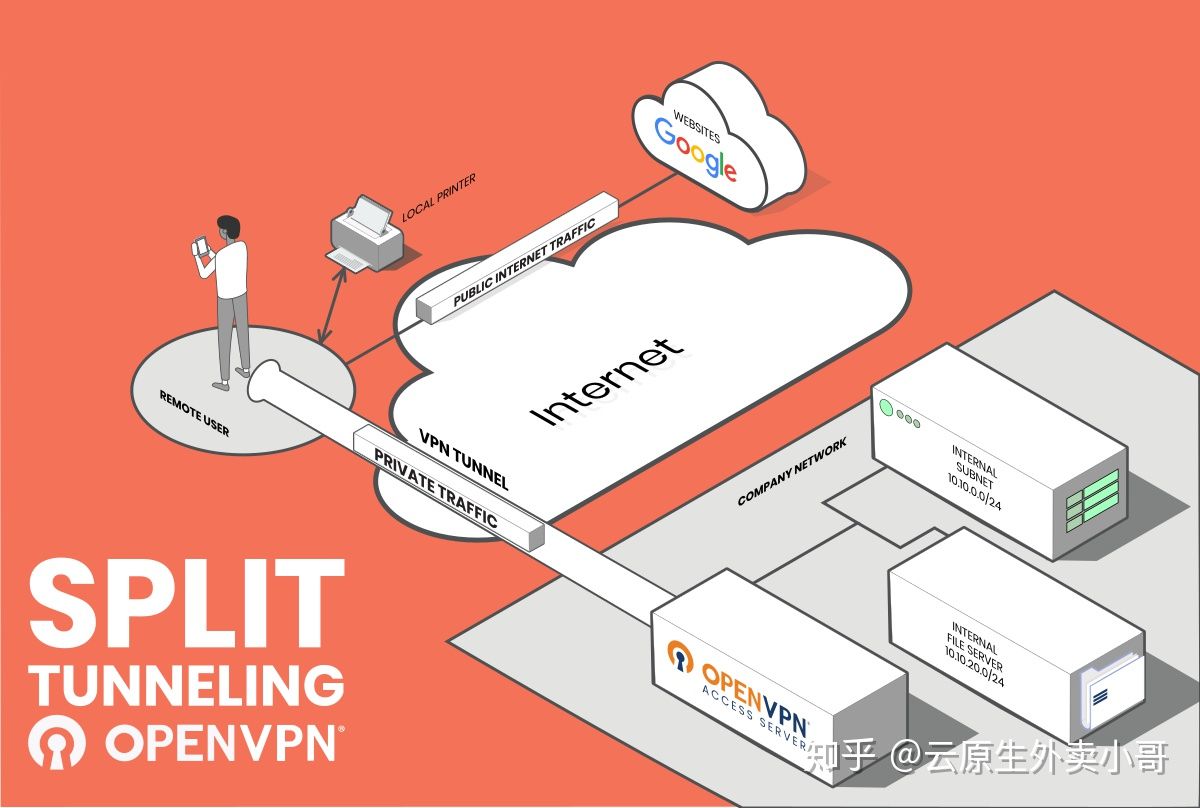 WEBSITES
Google
LOCAL PRINTER
PUBLIC INTERNET TRAFFIC
Internet
REMOTE USER
VPN TUNNEL
PRIVATE TRAFFIC
COMPANY NETWORK
INTERNAL
SUBNET
10.10.0.0/24
INTERNAL
FILE SERVER
10.10.20.0/24
OPENVPN®
ACCESS SERVER
SPLIT
TUNNELING
OPENVPN®
知乎 @云原生外卖小哥